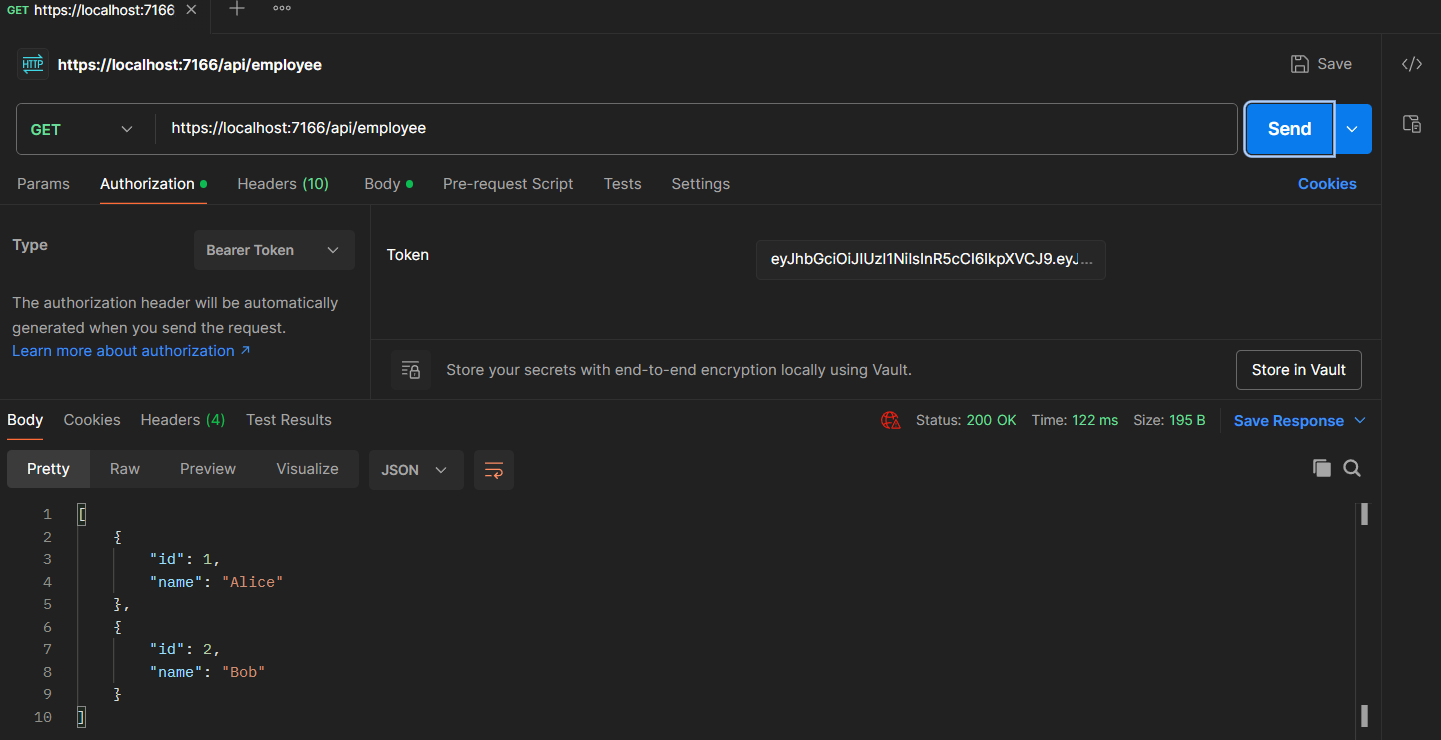 GET https://localhost:7166
HTTP https://localhost:7166/api/employee
Save
GET https://localhost:7166/api/employee
Send
Params Authorization Headers (10) Body Pre-request Script Tests Settings Cookies
Type
Bearer Token
The authorization header will be automatically
generated when you send the request.
Learn more about authorization ↗
Token
eyJhbGciOiJIUzI1NiIsInR5cCI6IkpXVCJ9.eyJ...
Store your secrets with end-to-end encryption locally using Vault.
Store in Vault
Body Cookies Headers (4) Test Results
Status: 200 OK Time: 122 ms Size: 195 B Save Response
Pretty Raw Preview Visualize JSON
1 [
2 {
3 "id": 1,
4 "name": "Alice"
5 },
6 {
7 "id": 2,
8 "name": "Bob"
9 }
10 ]